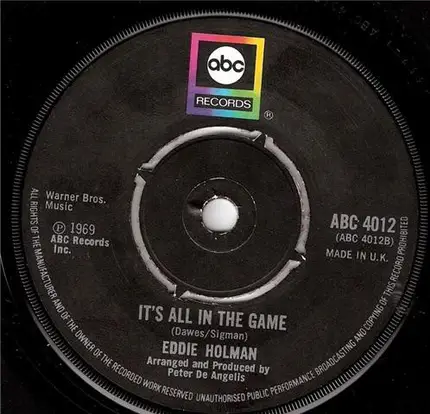 abc
RECORDS
®
Warner Bros.
Music
Ⓟ 1969
ABC Records
Inc.
ABC 4012
(ABC 4012B)
MADE IN U.K.
IT'S ALL IN THE GAME
(Dawes/Sigman)
EDDIE HOLMAN
Arranged and Produced by
Peter De Angelis
ALL RIGHTS OF THE MANUFACTURER AND OF THE OWNER OF THE RECORDED WORK RESERVED UNAUTHORISED PUBLIC PERFORMANCE BROADCASTING AND COPYING OF THIS RECORD PROHIBITED